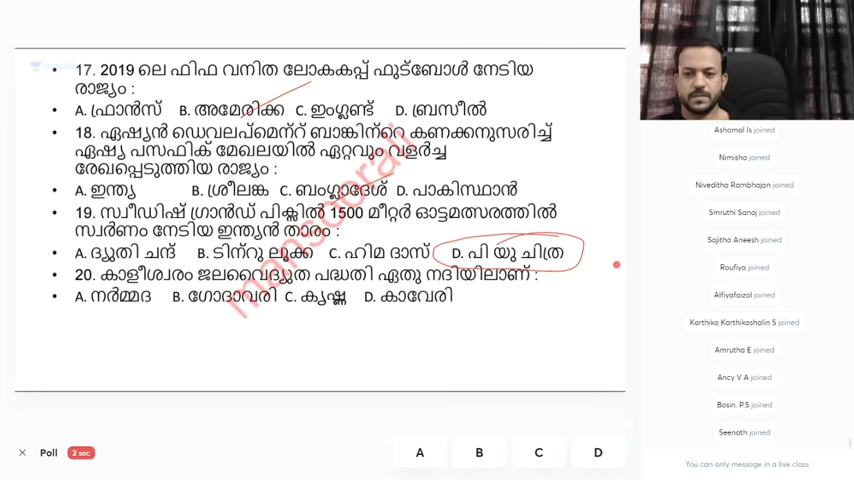 • 17. 2019 ലെ ഫിഫ വനിത ലോകകപ്പ് ഫുട്ബോൾ നേടിയ
രാജ്യം :
• A. ഫ്രാൻസ് B. അമേരിക്ക C. ഇംഗ്ലണ്ട് D. ബ്രസീൽ
• 18. ഏഷ്യൻ ഡെവലപ്മെന്റ് ബാങ്കിന്റെ കണക്കനുസരിച്ച്
ഏഷ്യ പസഫിക് മേഖലയിൽ ഏറ്റവും വളർച്ച
രേഖപ്പെടുത്തിയ രാജ്യം :
• A. ഇന്ത്യ B. ശ്രീലങ്ക C. ബംഗ്ലാദേശ് D. പാകിസ്ഥാൻ
• 19. സ്വീഡിഷ് ഗ്രാൻഡ് പിക്സിൽ 1500 മീറ്റർ ഓട്ടമത്സരത്തിൽ
സ്വർണം നേടിയ ഇന്ത്യൻ താരം :
• A. ദ്യുതി ചന്ദ് B. ടിന്റു ലൂക്ക C. ഹിമ ദാസ് D. പി യു ചിത്ര
• 20. കാളീശ്വരം ജലവൈദ്യുത പദ്ധതി ഏതു നദിയിലാണ് :
• A. നർമ്മദ B. ഗോദാവരി C. കൃഷ്ണ D. കാവേരി
mansoorali
Ashamol Is joined
Nimisha joined
Niveditha Rambhajan joined
Smruthi Sanoj joined
Sajitha Aneesh joined
Roufiya joined
Alfiyafaizal joined
Karthika Karthikashalin S joined
Amrutha E joined
Ancy V A joined
Bosin. P.S joined
Seenath joined
× Poll 2 sec A B C D
You can only message in a live class